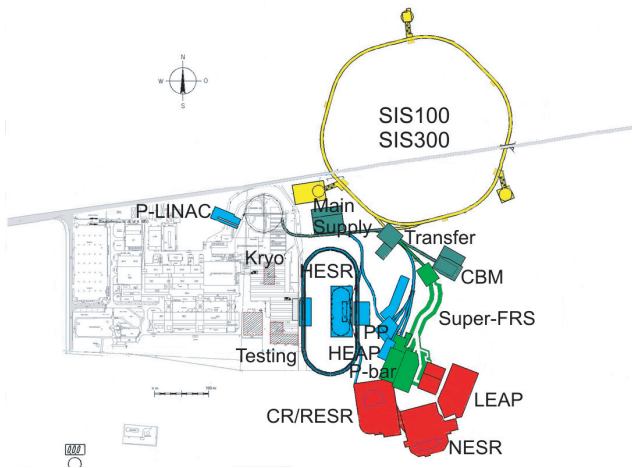 N
W
O
S
SIS100
SIS300
P-LINAC
Main
Supply
Transfer
Kryo
HESR
CBM
Super-FRS
PP
Testing
HEAP
P-bar
LEAP
CR/RESR
NESR